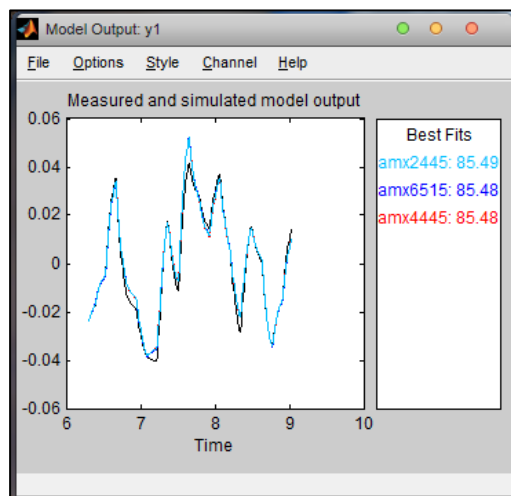 Model Output: y1
File Options Style Channel Help
Measured and simulated model output
0.06
0.04
0.02
0
-0.02
-0.04
-0.06
6 7 8 9 10
Time
Best Fits
amx2445: 85.49
amx6515: 85.48
amx4445: 85.48